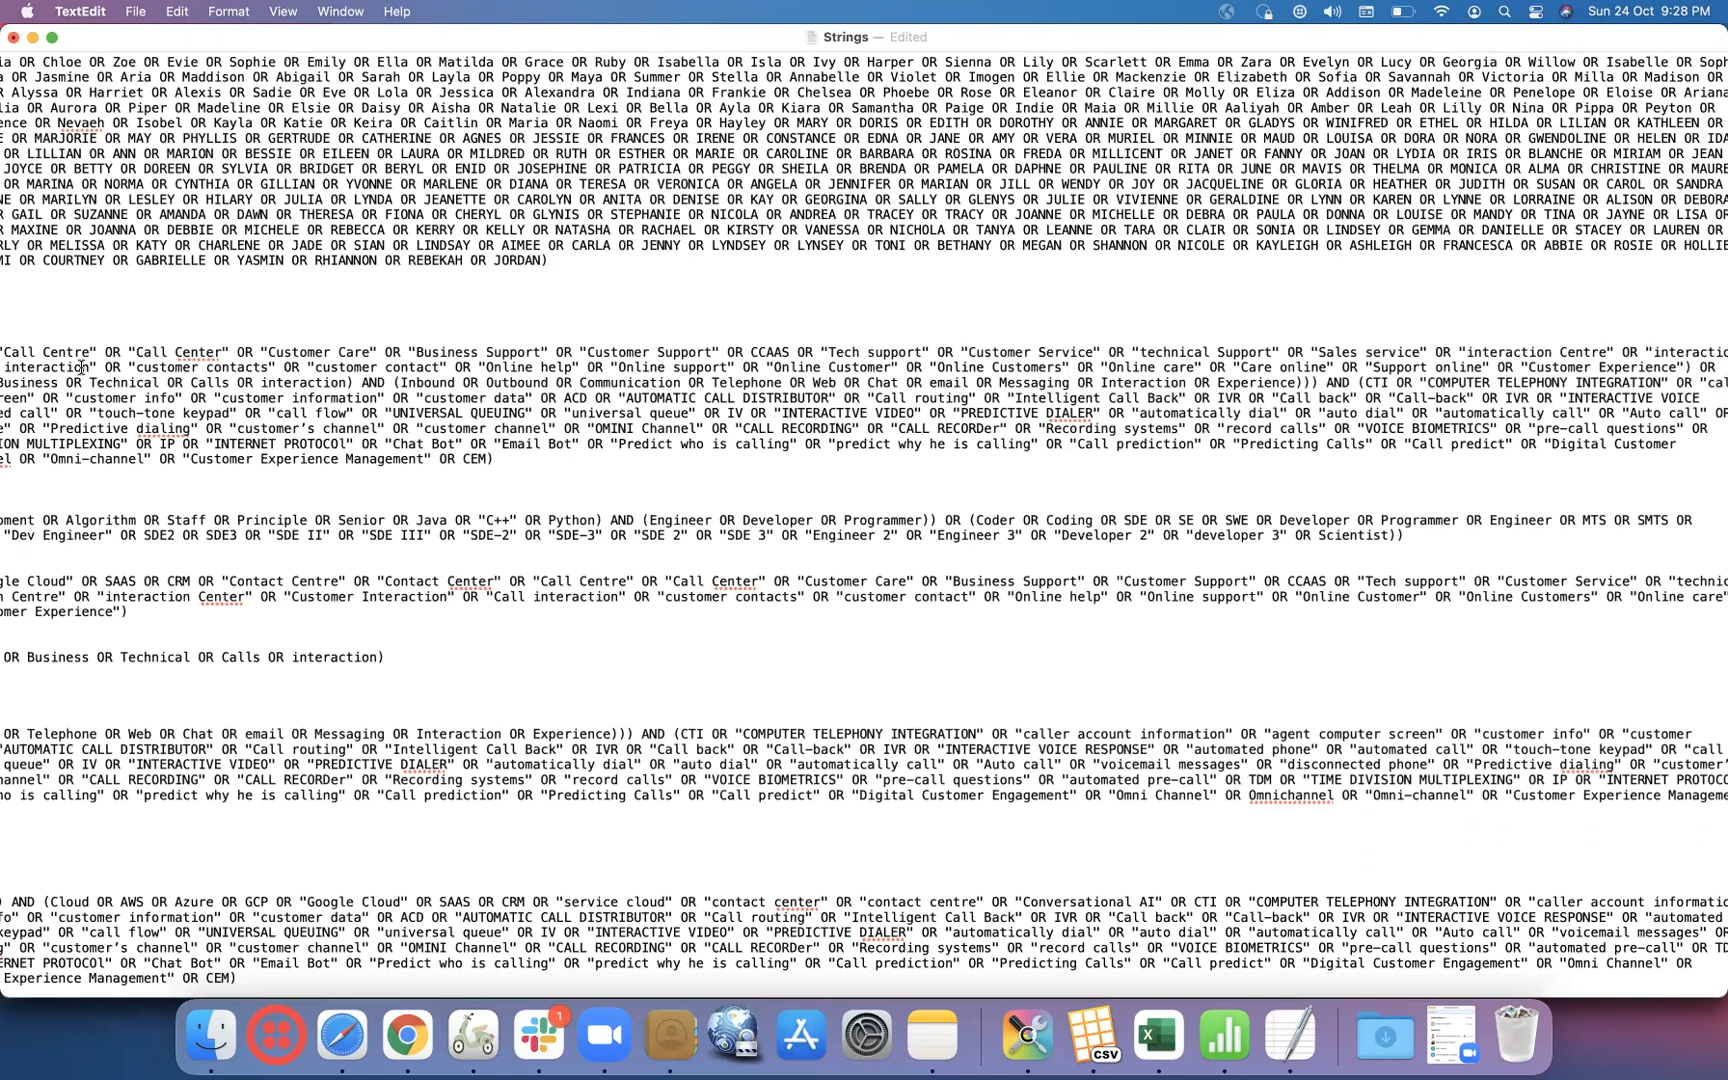 TextEdit File Edit Format View Window Help Sun 24 Oct 9:28 PM
Strings — Edited
ia OR Chloe OR Zoe OR Evie OR Sophie OR Emily OR Ella OR Matilda OR Grace OR Ruby OR Isabella OR Isla OR Ivy OR Harper OR Sienna OR Lily OR Scarlett OR Emma OR Zara OR Evelyn OR Lucy OR Georgia OR Willow OR Isabelle OR Soph
a OR Jasmine OR Aria OR Maddison OR Abigail OR Sarah OR Layla OR Poppy OR Maya OR Summer OR Stella OR Annabelle OR Violet OR Imogen OR Ellie OR Mackenzie OR Elizabeth OR Sofia OR Savannah OR Victoria OR Milla OR Madison OR
OR Alyssa OR Harriet OR Alexis OR Sadie OR Eve OR Lola OR Jessica OR Alexandra OR Indiana OR Frankie OR Chelsea OR Phoebe OR Rose OR Eleanor OR Claire OR Molly OR Eliza OR Addison OR Madeleine OR Penelope OR Eloise OR Ariana
lia OR Aurora OR Piper OR Madeline OR Elsie OR Daisy OR Aisha OR Natalie OR Lexi OR Bella OR Ayla OR Kiara OR Samantha OR Paige OR Indie OR Maia OR Millie OR Aaliyah OR Amber OR Leah OR Lilly OR Nina OR Pippa OR Peyton OR
ence OR Nevaeh OR Isobel OR Kayla OR Katie OR Keira OR Caitlin OR Maria OR Naomi OR Freya OR Hayley OR MARY OR DORIS OR EDITH OR DOROTHY OR ANNIE OR MARGARET OR GLADYS OR WINIFRED OR ETHEL OR HILDA OR LILIAN OR KATHLEEN OR
E OR MARJORIE OR MAY OR PHYLLIS OR GERTRUDE OR CATHERINE OR AGNES OR JESSIE OR FRANCES OR IRENE OR CONSTANCE OR EDNA OR JANE OR AMY OR VERA OR MURIEL OR MINNIE OR MAUD OR LOUISA OR DORA OR NORA OR GWENDOLINE OR HELEN OR IDA
OR LILLIAN OR ANN OR MARION OR BESSIE OR EILEEN OR LAURA OR MILDRED OR RUTH OR ESTHER OR MARIE OR CAROLINE OR BARBARA OR ROSINA OR FREDA OR MILLICENT OR JANET OR FANNY OR JOAN OR LYDIA OR IRIS OR BLANCHE OR MIRIAM OR JEAN
JOYCE OR BETTY OR DOREEN OR SYLVIA OR BRIDGET OR BERYL OR ENID OR JOSEPHINE OR PATRICIA OR PEGGY OR SHEILA OR BRENDA OR PAMELA OR DAPHNE OR PAULINE OR RITA OR JUNE OR MAVIS OR THELMA OR MONICA OR ALMA OR CHRISTINE OR MAURE
OR MARINA OR NORMA OR CYNTHIA OR GILLIAN OR YVONNE OR MARLENE OR DIANA OR TERESA OR VERONICA OR ANGELA OR JENNIFER OR MARIAN OR JILL OR WENDY OR JOY OR JACQUELINE OR GLORIA OR HEATHER OR JUDITH OR SUSAN OR CAROL OR SANDRA
NE OR MARILYN OR LESLEY OR HILARY OR JULIA OR LYNDA OR JEANETTE OR CAROLYN OR ANITA OR DENISE OR KAY OR GEORGINA OR SALLY OR GLENYS OR JULIE OR VIVIENNE OR GERALDINE OR LYNN OR KAREN OR LYNNE OR LORRAINE OR ALISON OR DEBORA
R GAIL OR SUZANNE OR AMANDA OR DAWN OR THERESA OR FIONA OR CHERYL OR GLYNIS OR STEPHANIE OR NICOLA OR ANDREA OR TRACEY OR TRACY OR JOANNE OR MICHELLE OR DEBRA OR PAULA OR DONNA OR LOUISE OR MANDY OR TINA OR JAYNE OR LISA OR
OR MAXINE OR JOANNA OR DEBBIE OR MICHELE OR REBECCA OR KERRY OR KELLY OR NATASHA OR RACHAEL OR KIRSTY OR VANESSA OR NICHOLA OR TANYA OR LEANNE OR TARA OR CLAIR OR SONIA OR LINDSEY OR GEMMA OR DANIELLE OR STACEY OR LAUREN OR
RLY OR MELISSA OR KATY OR CHARLENE OR JADE OR SIAN OR LINDSAY OR AIMEE OR CARLA OR JENNY OR LYNDSEY OR LYNSEY OR TONI OR BETHANY OR MEGAN OR SHANNON OR NICOLE OR KAYLEIGH OR ASHLEIGH OR FRANCESCA OR ABBIE OR ROSIE OR HOLLIE
MI OR COURTNEY OR GABRIELLE OR YASMIN OR RHIANNON OR REBEKAH OR JORDAN)
"Call Centre" OR "Call Center" OR "Customer Care" OR "Business Support" OR "Customer Support" OR CCAAS OR "Tech support" OR "Customer Service" OR "technical Support" OR "Sales service" OR "interaction Centre" OR "interactio
interaction" OR "customer contacts" OR "customer contact" OR "Online help" OR "Online support" OR "Online Customer" OR "Online Customers" OR "Online care" OR "Care online" OR "Support online" OR "Customer Experience") OR
Business OR Technical OR Calls OR interaction) AND (Inbound OR Outbound OR Communication OR Telephone OR Web OR Chat OR email OR Messaging OR Interaction OR Experience))) AND (CTI OR "COMPUTER TELEPHONY INTEGRATION" OR "cal
reen" OR "customer info" OR "customer information" OR "customer data" OR ACD OR "AUTOMATIC CALL DISTRIBUTOR" OR "Call routing" OR "Intelligent Call Back" OR IVR OR "Call back" OR "Call-back" OR IVR OR "INTERACTIVE VOICE
ed call" OR "touch-tone keypad" OR "call flow" OR "UNIVERSAL QUEUING" OR "universal queue" OR IV OR "INTERACTIVE VIDEO" OR "PREDICTIVE DIALER" OR "automatically dial" OR "auto dial" OR "automatically call" OR "Auto call" OR
e" OR "Predictive dialing" OR "customer’s channel" OR "customer channel" OR "OMINI Channel" OR "CALL RECORDING" OR "CALL RECORDer" OR "Recording systems" OR "record calls" OR "VOICE BIOMETRICS" OR "pre-call questions" OR
ION MULTIPLEXING" OR IP OR "INTERNET PROTOCOL" OR "Chat Bot" OR "Email Bot" OR "Predict who is calling" OR "predict why he is calling" OR "Call prediction" OR "Predicting Calls" OR "Call predict" OR "Digital Customer
el OR "Omni-channel" OR "Customer Experience Management" OR CEM)
pment OR Algorithm OR Staff OR Principle OR Senior OR Java OR "C++" OR Python) AND (Engineer OR Developer OR Programmer)) OR (Coder OR Coding OR SDE OR SE OR SWE OR Developer OR Programmer OR Engineer OR MTS OR SMTS OR
"Dev Engineer" OR SDE2 OR SDE3 OR "SDE II" OR "SDE III" OR "SDE-2" OR "SDE-3" OR "SDE 2" OR "SDE 3" OR "Engineer 2" OR "Engineer 3" OR "Developer 2" OR "developer 3" OR Scientist))
gle Cloud" OR SAAS OR CRM OR "Contact Centre" OR "Contact Center" OR "Call Centre" OR "Call Center" OR "Customer Care" OR "Business Support" OR "Customer Support" OR CCAAS OR "Tech support" OR "Customer Service" OR "technic
n Centre" OR "interaction Center" OR "Customer Interaction" OR "Call interaction" OR "customer contacts" OR "customer contact" OR "Online help" OR "Online support" OR "Online Customer" OR "Online Customers" OR "Online care"
omer Experience")
OR Business OR Technical OR Calls OR interaction)
OR Telephone OR Web OR Chat OR email OR Messaging OR Interaction OR Experience))) AND (CTI OR "COMPUTER TELEPHONY INTEGRATION" OR "caller account information" OR "agent computer screen" OR "customer info" OR "customer
"AUTOMATIC CALL DISTRIBUTOR" OR "Call routing" OR "Intelligent Call Back" OR IVR OR "Call back" OR "Call-back" OR IVR OR "INTERACTIVE VOICE RESPONSE" OR "automated phone" OR "automated call" OR "touch-tone keypad" OR "call
queue" OR IV OR "INTERACTIVE VIDEO" OR "PREDICTIVE DIALER" OR "automatically dial" OR "auto dial" OR "automatically call" OR "Auto call" OR "voicemail messages" OR "disconnected phone" OR "Predictive dialing" OR "customer’
hannel" OR "CALL RECORDING" OR "CALL RECORDer" OR "Recording systems" OR "record calls" OR "VOICE BIOMETRICS" OR "pre-call questions" OR "automated pre-call" OR TDM OR "TIME DIVISION MULTIPLEXING" OR IP OR "INTERNET PROTOCO
ho is calling" OR "predict why he is calling" OR "Call prediction" OR "Predicting Calls" OR "Call predict" OR "Digital Customer Engagement" OR "Omni Channel" OR Omnichannel OR "Omni-channel" OR "Customer Experience Manageme
) AND (Cloud OR AWS OR Azure OR GCP OR "Google Cloud" OR SAAS OR CRM OR "service cloud" OR "contact center" OR "contact centre" OR "Conversational AI" OR CTI OR "COMPUTER TELEPHONY INTEGRATION" OR "caller account informatio
fo" OR "customer information" OR "customer data" OR ACD OR "AUTOMATIC CALL DISTRIBUTOR" OR "Call routing" OR "Intelligent Call Back" OR IVR OR "Call back" OR "Call-back" OR IVR OR "INTERACTIVE VOICE RESPONSE" OR "automated
keypad" OR "call flow" OR "UNIVERSAL QUEUING" OR "universal queue" OR IV OR "INTERACTIVE VIDEO" OR "PREDICTIVE DIALER" OR "automatically dial" OR "auto dial" OR "automatically call" OR "Auto call" OR "voicemail messages" OR
g" OR "customer’s channel" OR "customer channel" OR "OMINI Channel" OR "CALL RECORDING" OR "CALL RECORDer" OR "Recording systems" OR "record calls" OR "VOICE BIOMETRICS" OR "pre-call questions" OR "automated pre-call" OR TD
ERNET PROTOCOL" OR "Chat Bot" OR "Email Bot" OR "Predict who is calling" OR "predict why he is calling" OR "Call prediction" OR "Predicting Calls" OR "Call predict" OR "Digital Customer Engagement" OR "Omni Channel" OR
Experience Management" OR CEM)
1
CSV